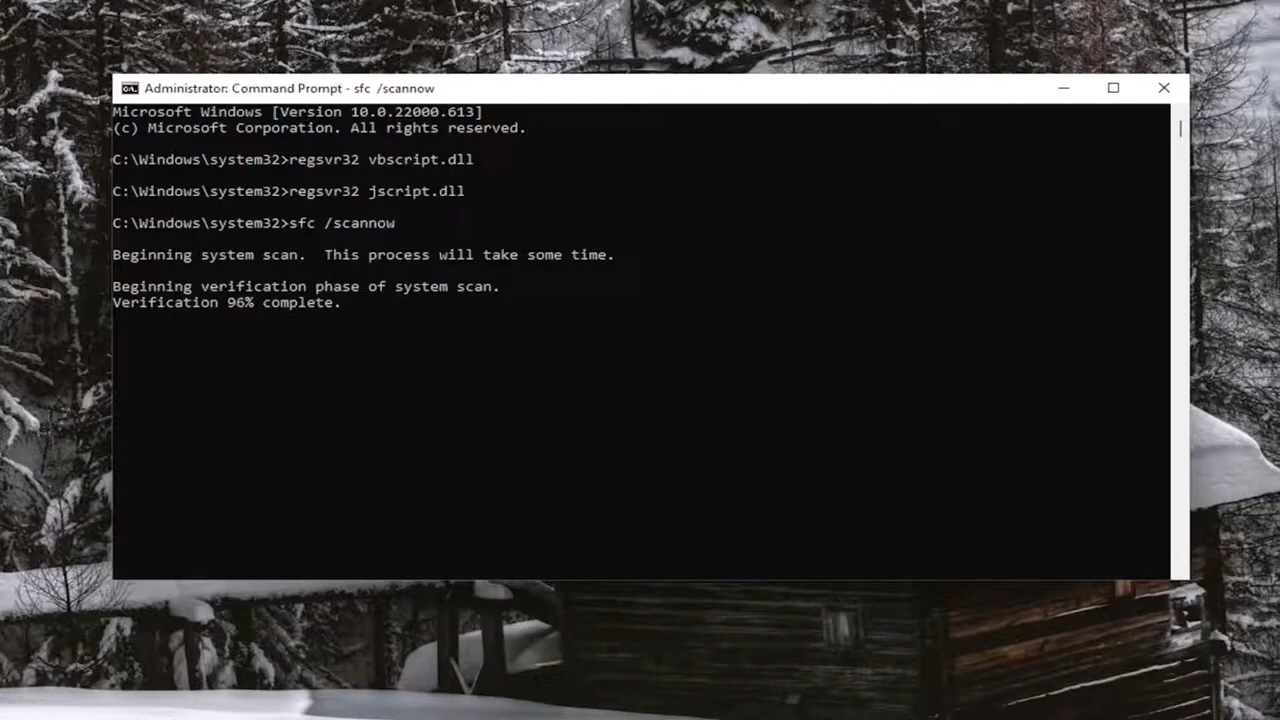 Administrator: Command Prompt - sfc /scannow
Microsoft Windows [Version 10.0.22000.613]
(c) Microsoft Corporation. All rights reserved.
C:\Windows\system32>regsvr32 vbscript.dll
C:\Windows\system32>regsvr32 jscript.dll
C:\Windows\system32>sfc /scannow
Beginning system scan.  This process will take some time.
Beginning verification phase of system scan.
Verification 96% complete.